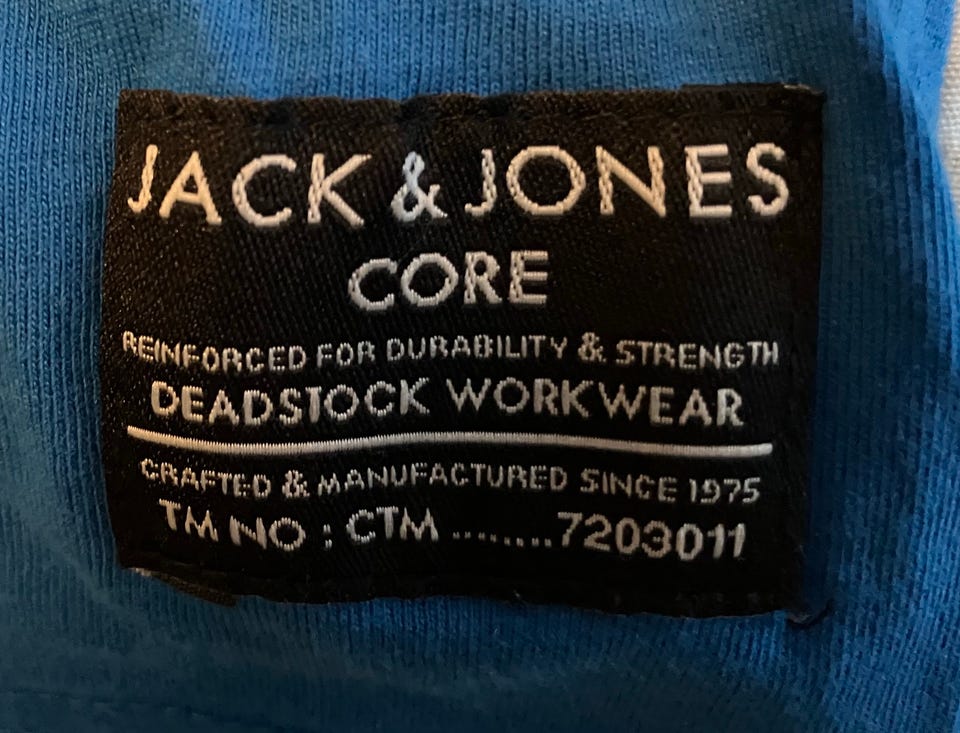 JACK & JONES
CORE
REINFORCED FOR DURABILITY & STRENGTH
DEADSTOCK WORKWEAR
CRAFTED & MANUFACTURED SINCE 1975
TM NO : CTM ........7203011